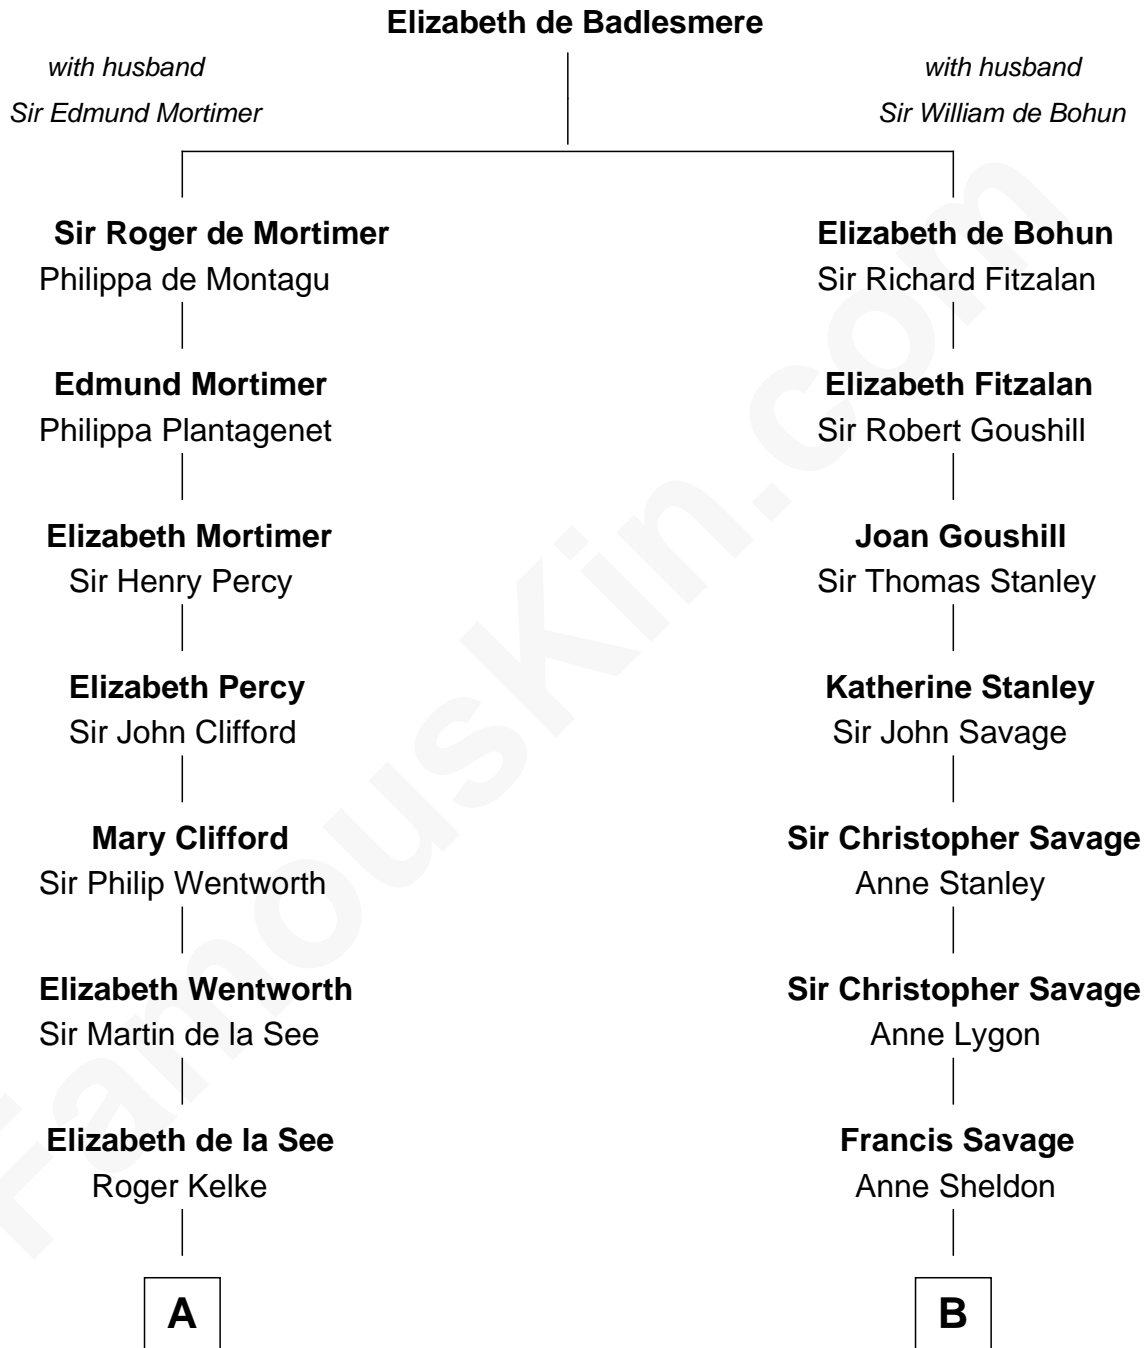 Elizabeth de Badlesmere
with husband
Sir Edmund Mortimer
with husband
Sir William de Bohun
Sir Roger de Mortimer
Philippa de Montagu
Elizabeth de Bohun
Sir Richard Fitzalan
Edmund Mortimer
Philippa Plantagenet
Elizabeth Fitzalan
Sir Robert Goushill
Elizabeth Mortimer
Sir Henry Percy
Joan Goushill
Sir Thomas Stanley
Elizabeth Percy
Sir John Clifford
Katherine Stanley
Sir John Savage
Mary Clifford
Sir Philip Wentworth
Sir Christopher Savage
Anne Stanley
Elizabeth Wentworth
Sir Martin de la See
Sir Christopher Savage
Anne Lygon
Elizabeth de la See
Roger Kelke
Francis Savage
Anne Sheldon
A
B
FamousKin.com